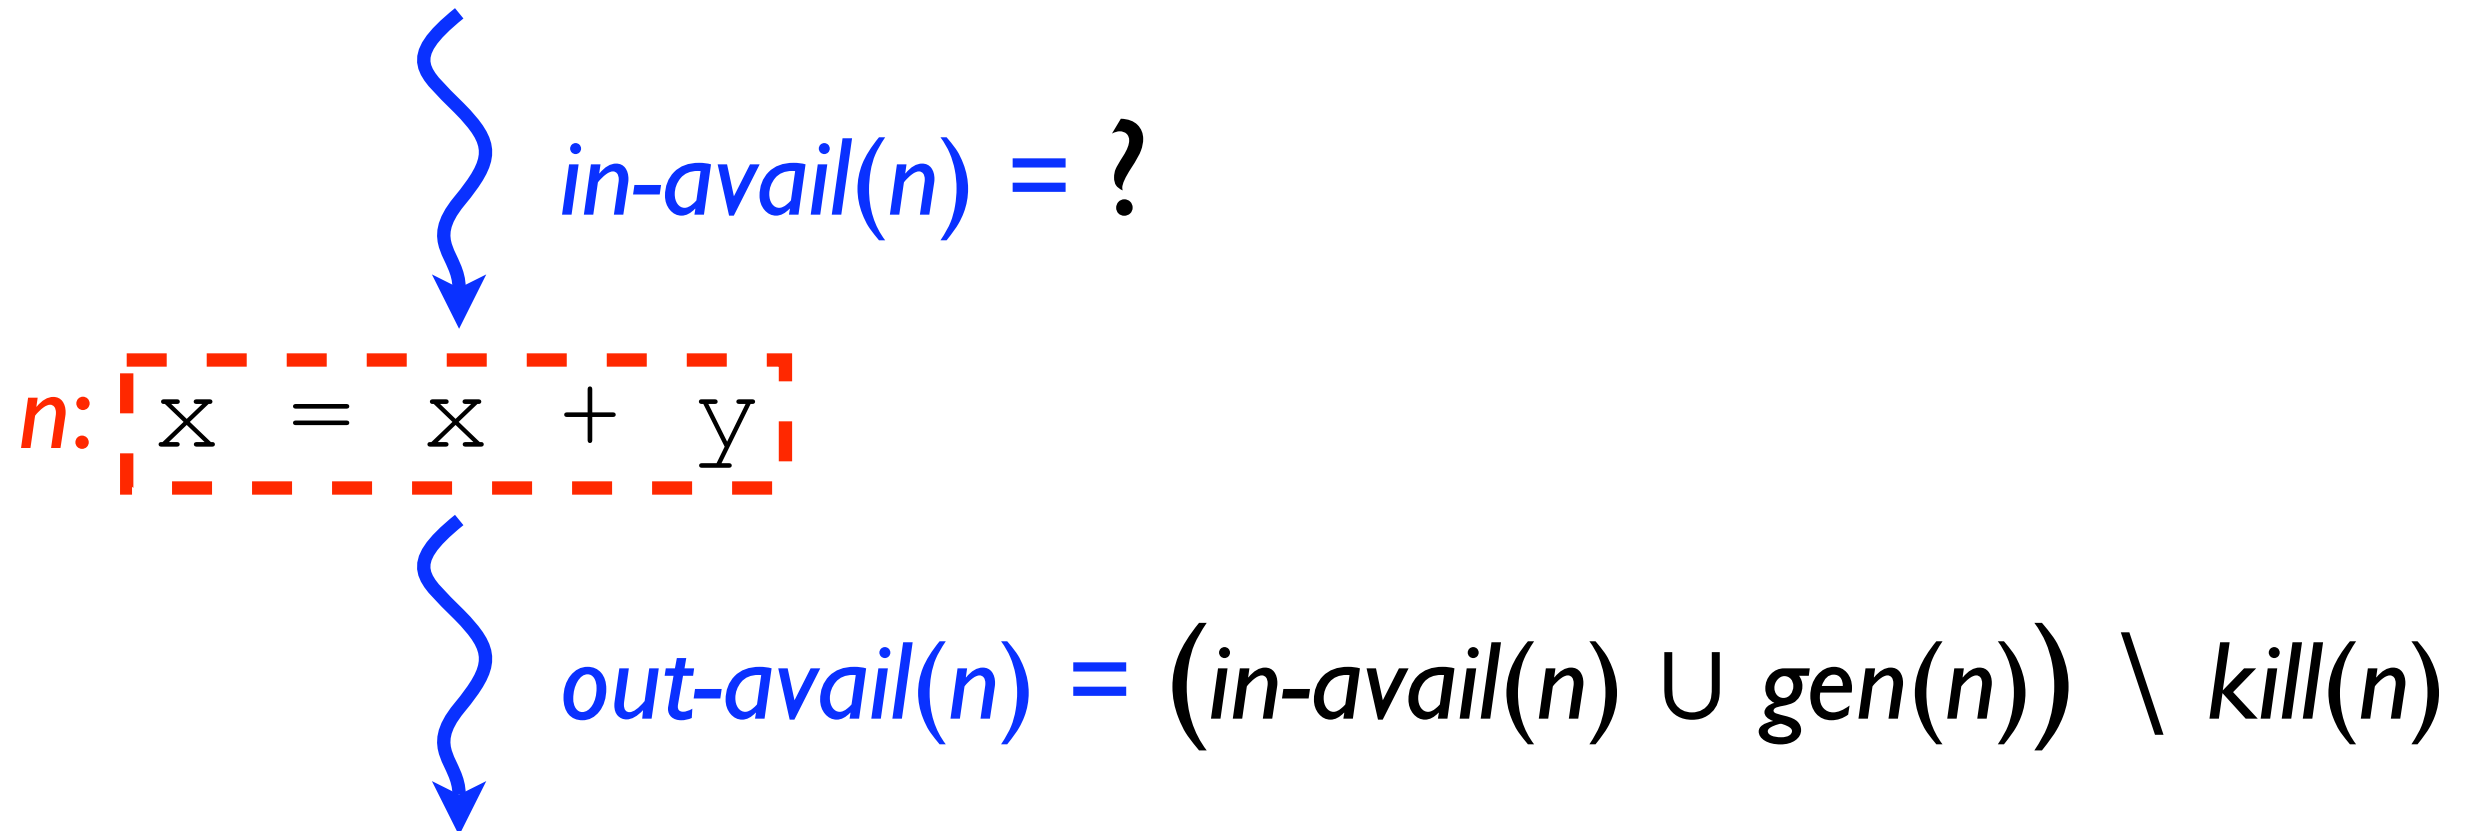 in-avail(n) = ?
n: x = x + y
out-avail(n) = (in-avail(n) ∪ gen(n)) \ kill(n)